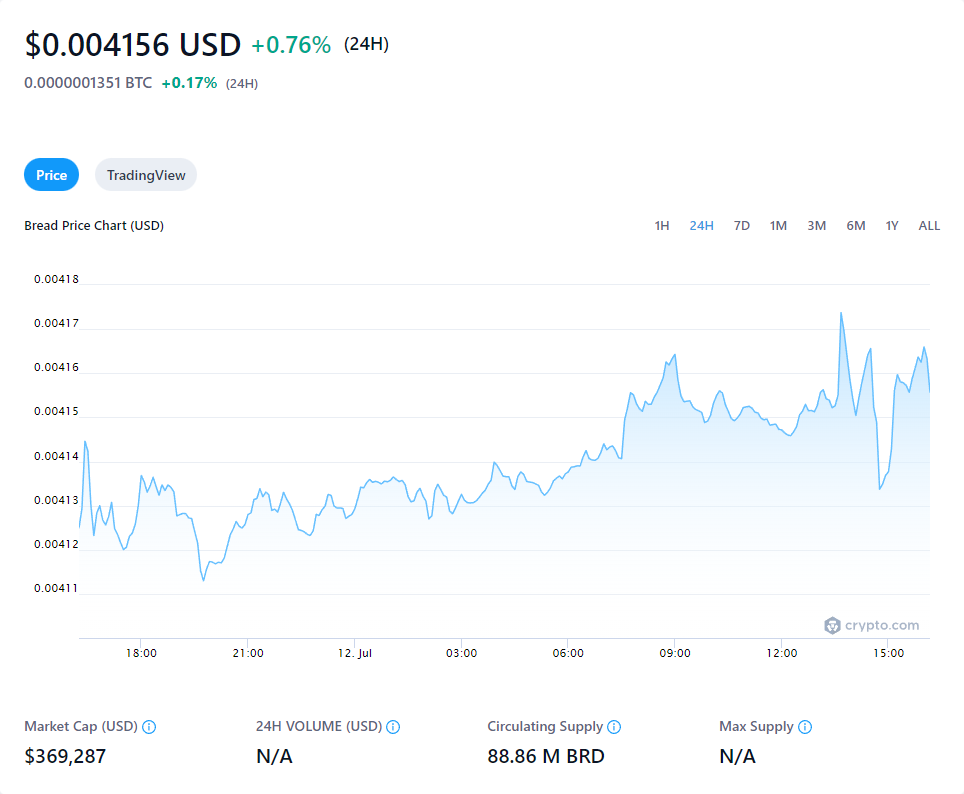 $0.004156 USD +0.76% (24H)
0.0000001351 BTC +0.17% (24H)
Price TradingView
Bread Price Chart (USD) 1H 24H 7D 1M 3M 6M 1Y ALL
0.00418
0.00417
0.00416
0.00415
0.00414
0.00413
0.00412
0.00411
crypto.com
18:00 21:00 12. Jul 03:00 06:00 09:00 12:00 15:00
Market Cap (USD) 24H VOLUME (USD) Circulating Supply Max Supply
$369,287 N/A 88.86 M BRD N/A